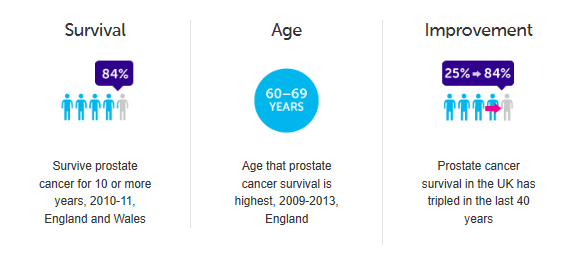 Survival
84%
Survive prostate
cancer for 10 or more
years, 2010-11,
England and Wales
Age
60–69
YEARS
Age that prostate
cancer survival is
highest, 2009-2013,
England
Improvement
25% ➡ 84%
Prostate cancer
survival in the UK has
tripled in the last 40
years